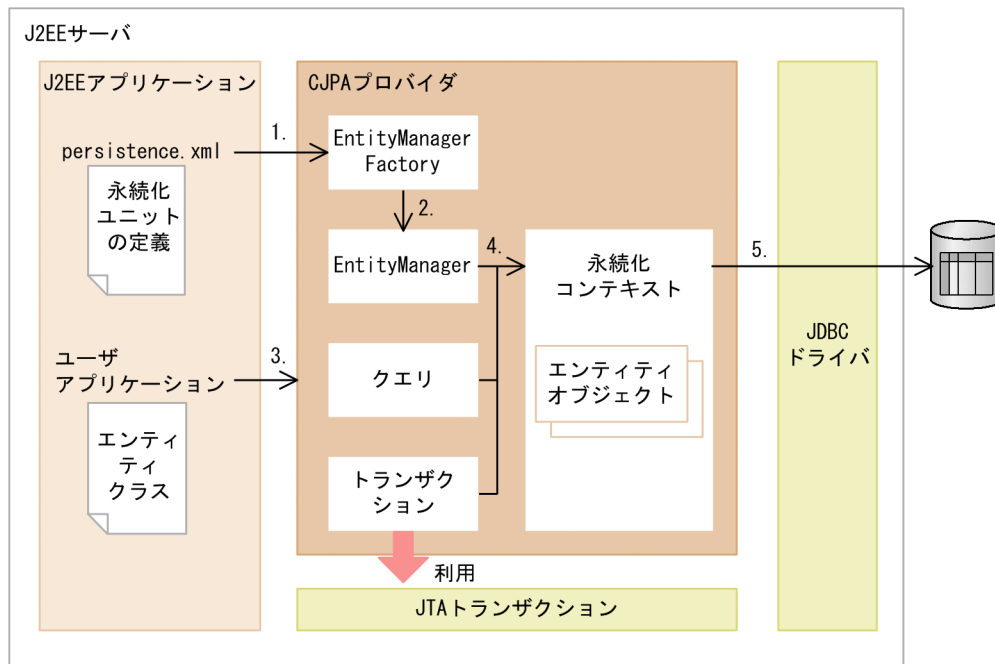 J2EEサーバ
J2EEアプリケーション
persistence.xml
永続化
ユニット
の定義
ユーザ
アプリケーション
エンティ
ティ
クラス
1.
3.
CJPAプロバイダ
EntityManager
Factory
2.
EntityManager
4.
クエリ
トランザク
ション
永続化
コンテキスト
エンティティ
オブジェクト
利用
JTAトランザクション
5.
JDBC
ドライバ